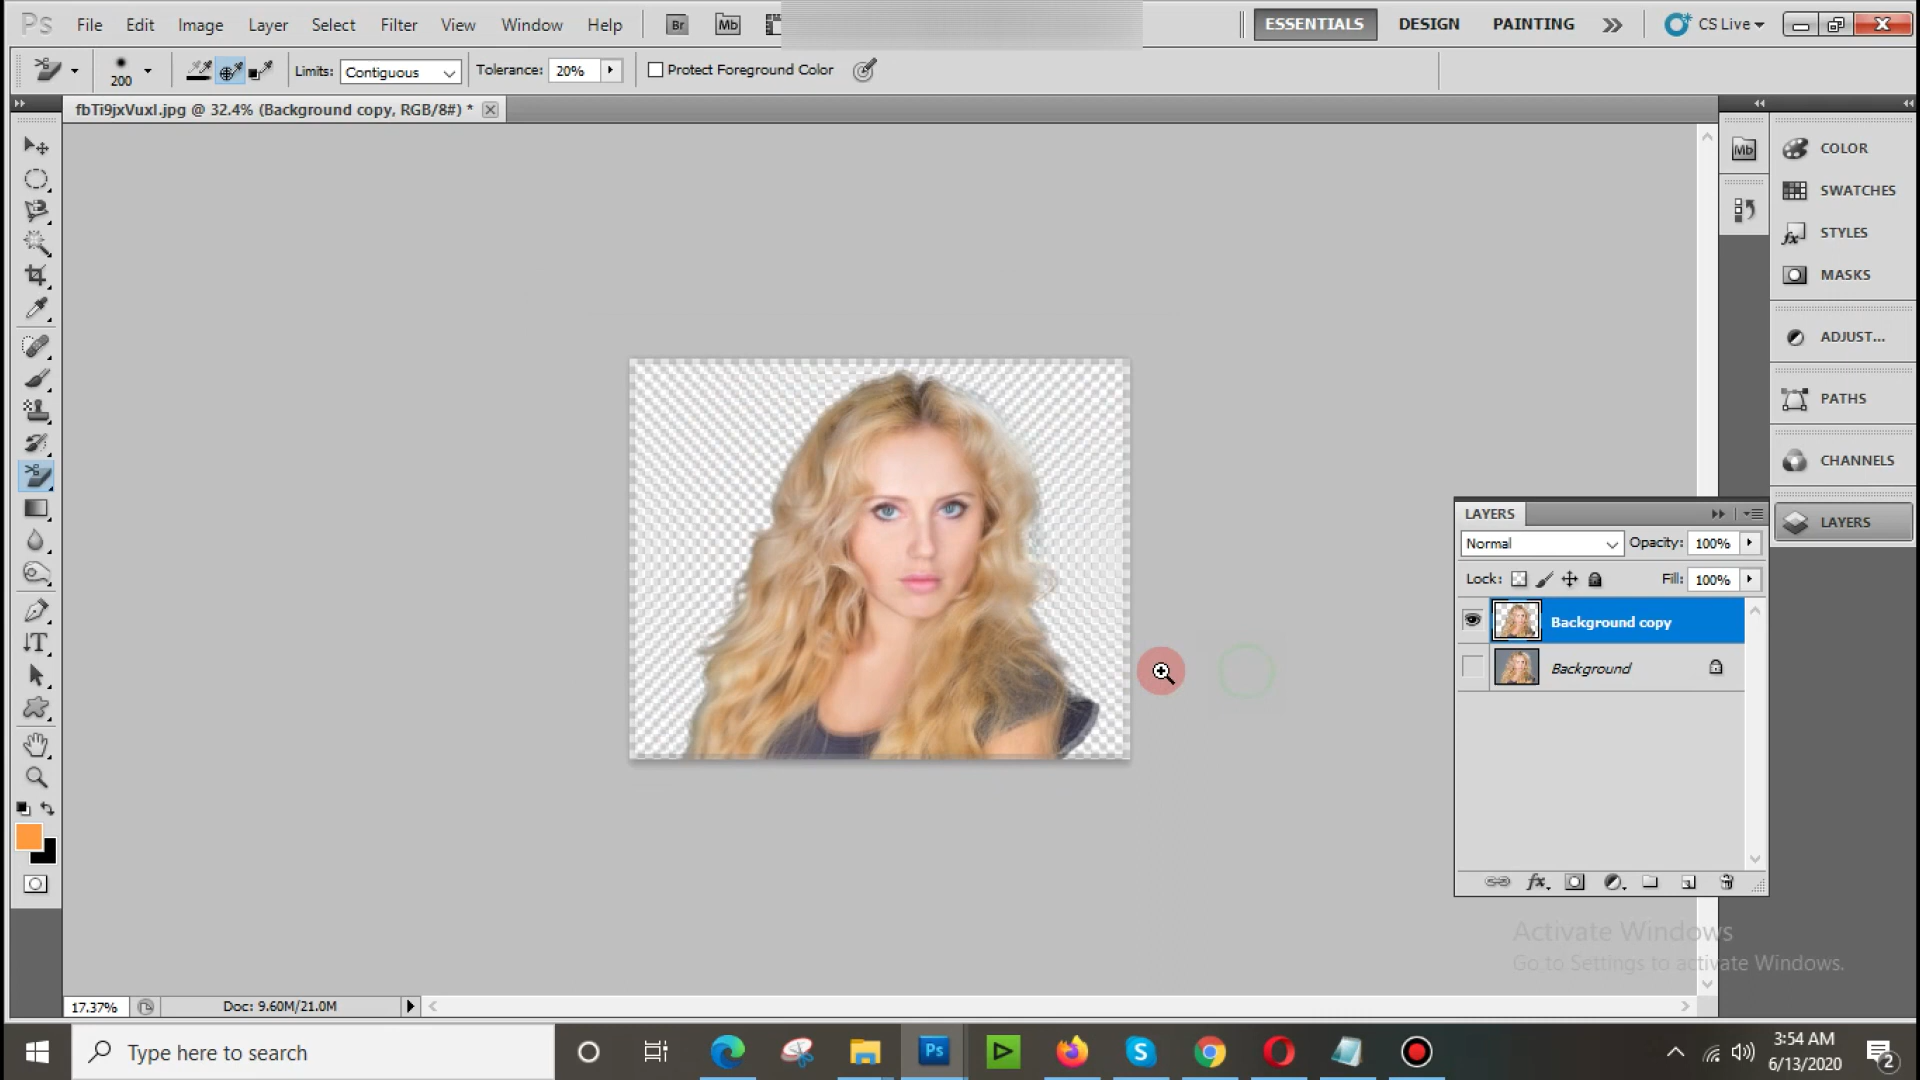 Ps File Edit Image Layer Select Filter View Window Help Br Mb ESSENTIALS DESIGN PAINTING CS Live
200 Limits: Contiguous Tolerance: 20% Protect Foreground Color
fbTi9jxVuxI.jpg @ 32.4% (Background copy, RGB/8#) *
Mb COLOR
SWATCHES
STYLES
MASKS
ADJUST...
PATHS
CHANNELS
LAYERS
LAYERS
Normal Opacity: 100%
Lock: Fill: 100%
Background copy
Background
fx
Activate Windows
Go to Settings to activate Windows.
17.37% Doc: 9.60M/21.0M
Type here to search
Ps
S
3:54 AM
6/13/2020
2